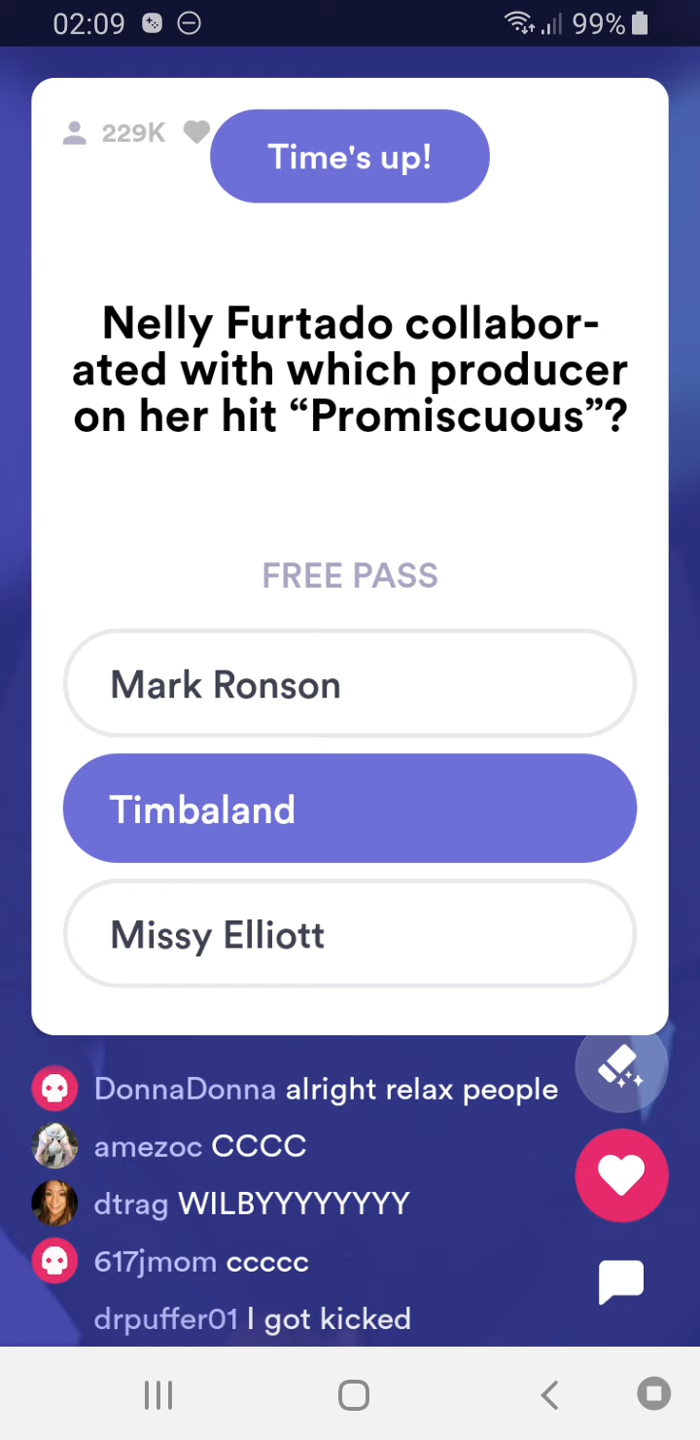 02:09 99%
229K
Time's up!
Nelly Furtado collabor-
ated with which producer
on her hit “Promiscuous”?
FREE PASS
Mark Ronson
Timbaland
Missy Elliott
DonnaDonna alright relax people
amezoc CCCC
dtrag WILBYYYYYYYY
617jmom ccccc
drpuffer01 I got kicked